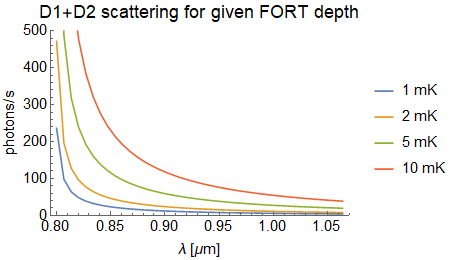 D1+D2 scattering for given FORT depth
photons/s
500
400
300
200
100
0
0.80 0.85 0.90 0.95 1.00 1.05
λ [μm]
1 mK
2 mK
5 mK
10 mK